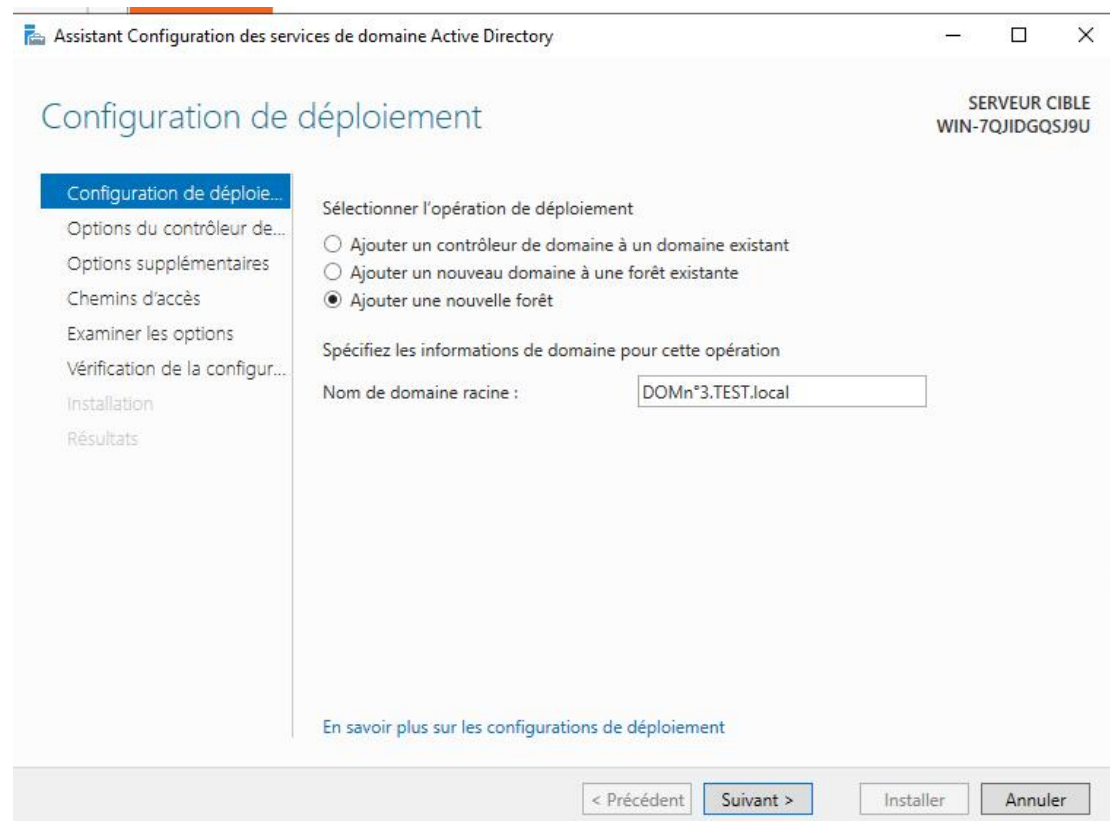 Assistant Configuration des services de domaine Active Directory
Configuration de déploiement
SERVEUR CIBLE
WIN-7QJIDGQSJ9U
Configuration de déploie...
Options du contrôleur de...
Options supplémentaires
Chemins d'accès
Examiner les options
Vérification de la configur...
Installation
Résultats
Sélectionner l'opération de déploiement
Ajouter un contrôleur de domaine à un domaine existant
Ajouter un nouveau domaine à une forêt existante
Ajouter une nouvelle forêt
Spécifiez les informations de domaine pour cette opération
Nom de domaine racine : DOMn°3.TEST.local
En savoir plus sur les configurations de déploiement
< Précédent Suivant > Installer Annuler